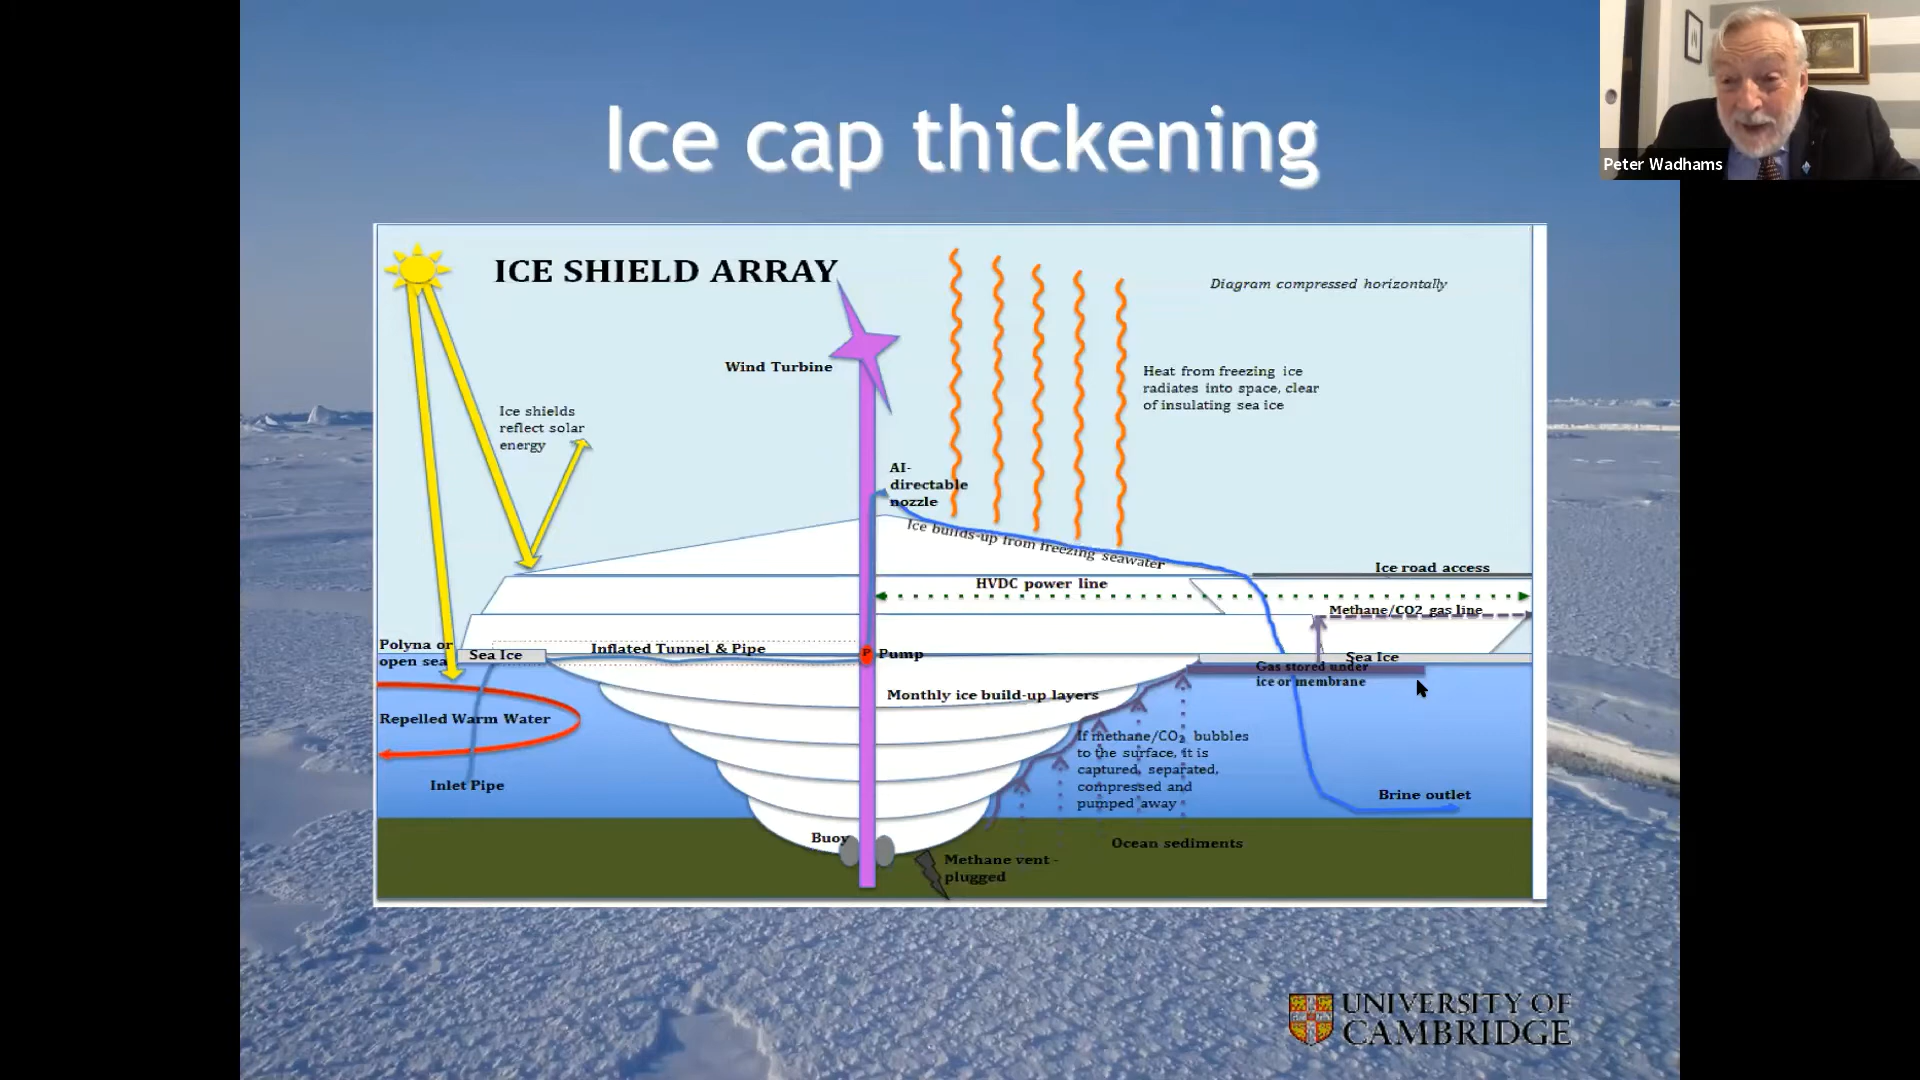 Ice cap thickening
Peter Wadhams
ICE SHIELD ARRAY
Diagram compressed horizontally
Wind Turbine
Heat from freezing ice
radiates into space, clear
of insulating sea ice
Ice shields
reflect solar
energy
AI-
directable
nozzle
Ice builds-up from freezing seawater
Ice road access
HVDC power line
Methane/CO2 gas line
Polyna or
open sea
Sea Ice
Inflated Tunnel & Pipe
P
Pump
Sea Ice
Gas stored under
ice or membrane
Monthly ice build-up layers
Repelled Warm Water
If methane/CO₂ bubbles
to the surface, it is
captured, separated,
compressed and
pumped away
Inlet Pipe
Brine outlet
Buoy
Ocean sediments
Methane vent -
plugged
UNIVERSITY OF
CAMBRIDGE